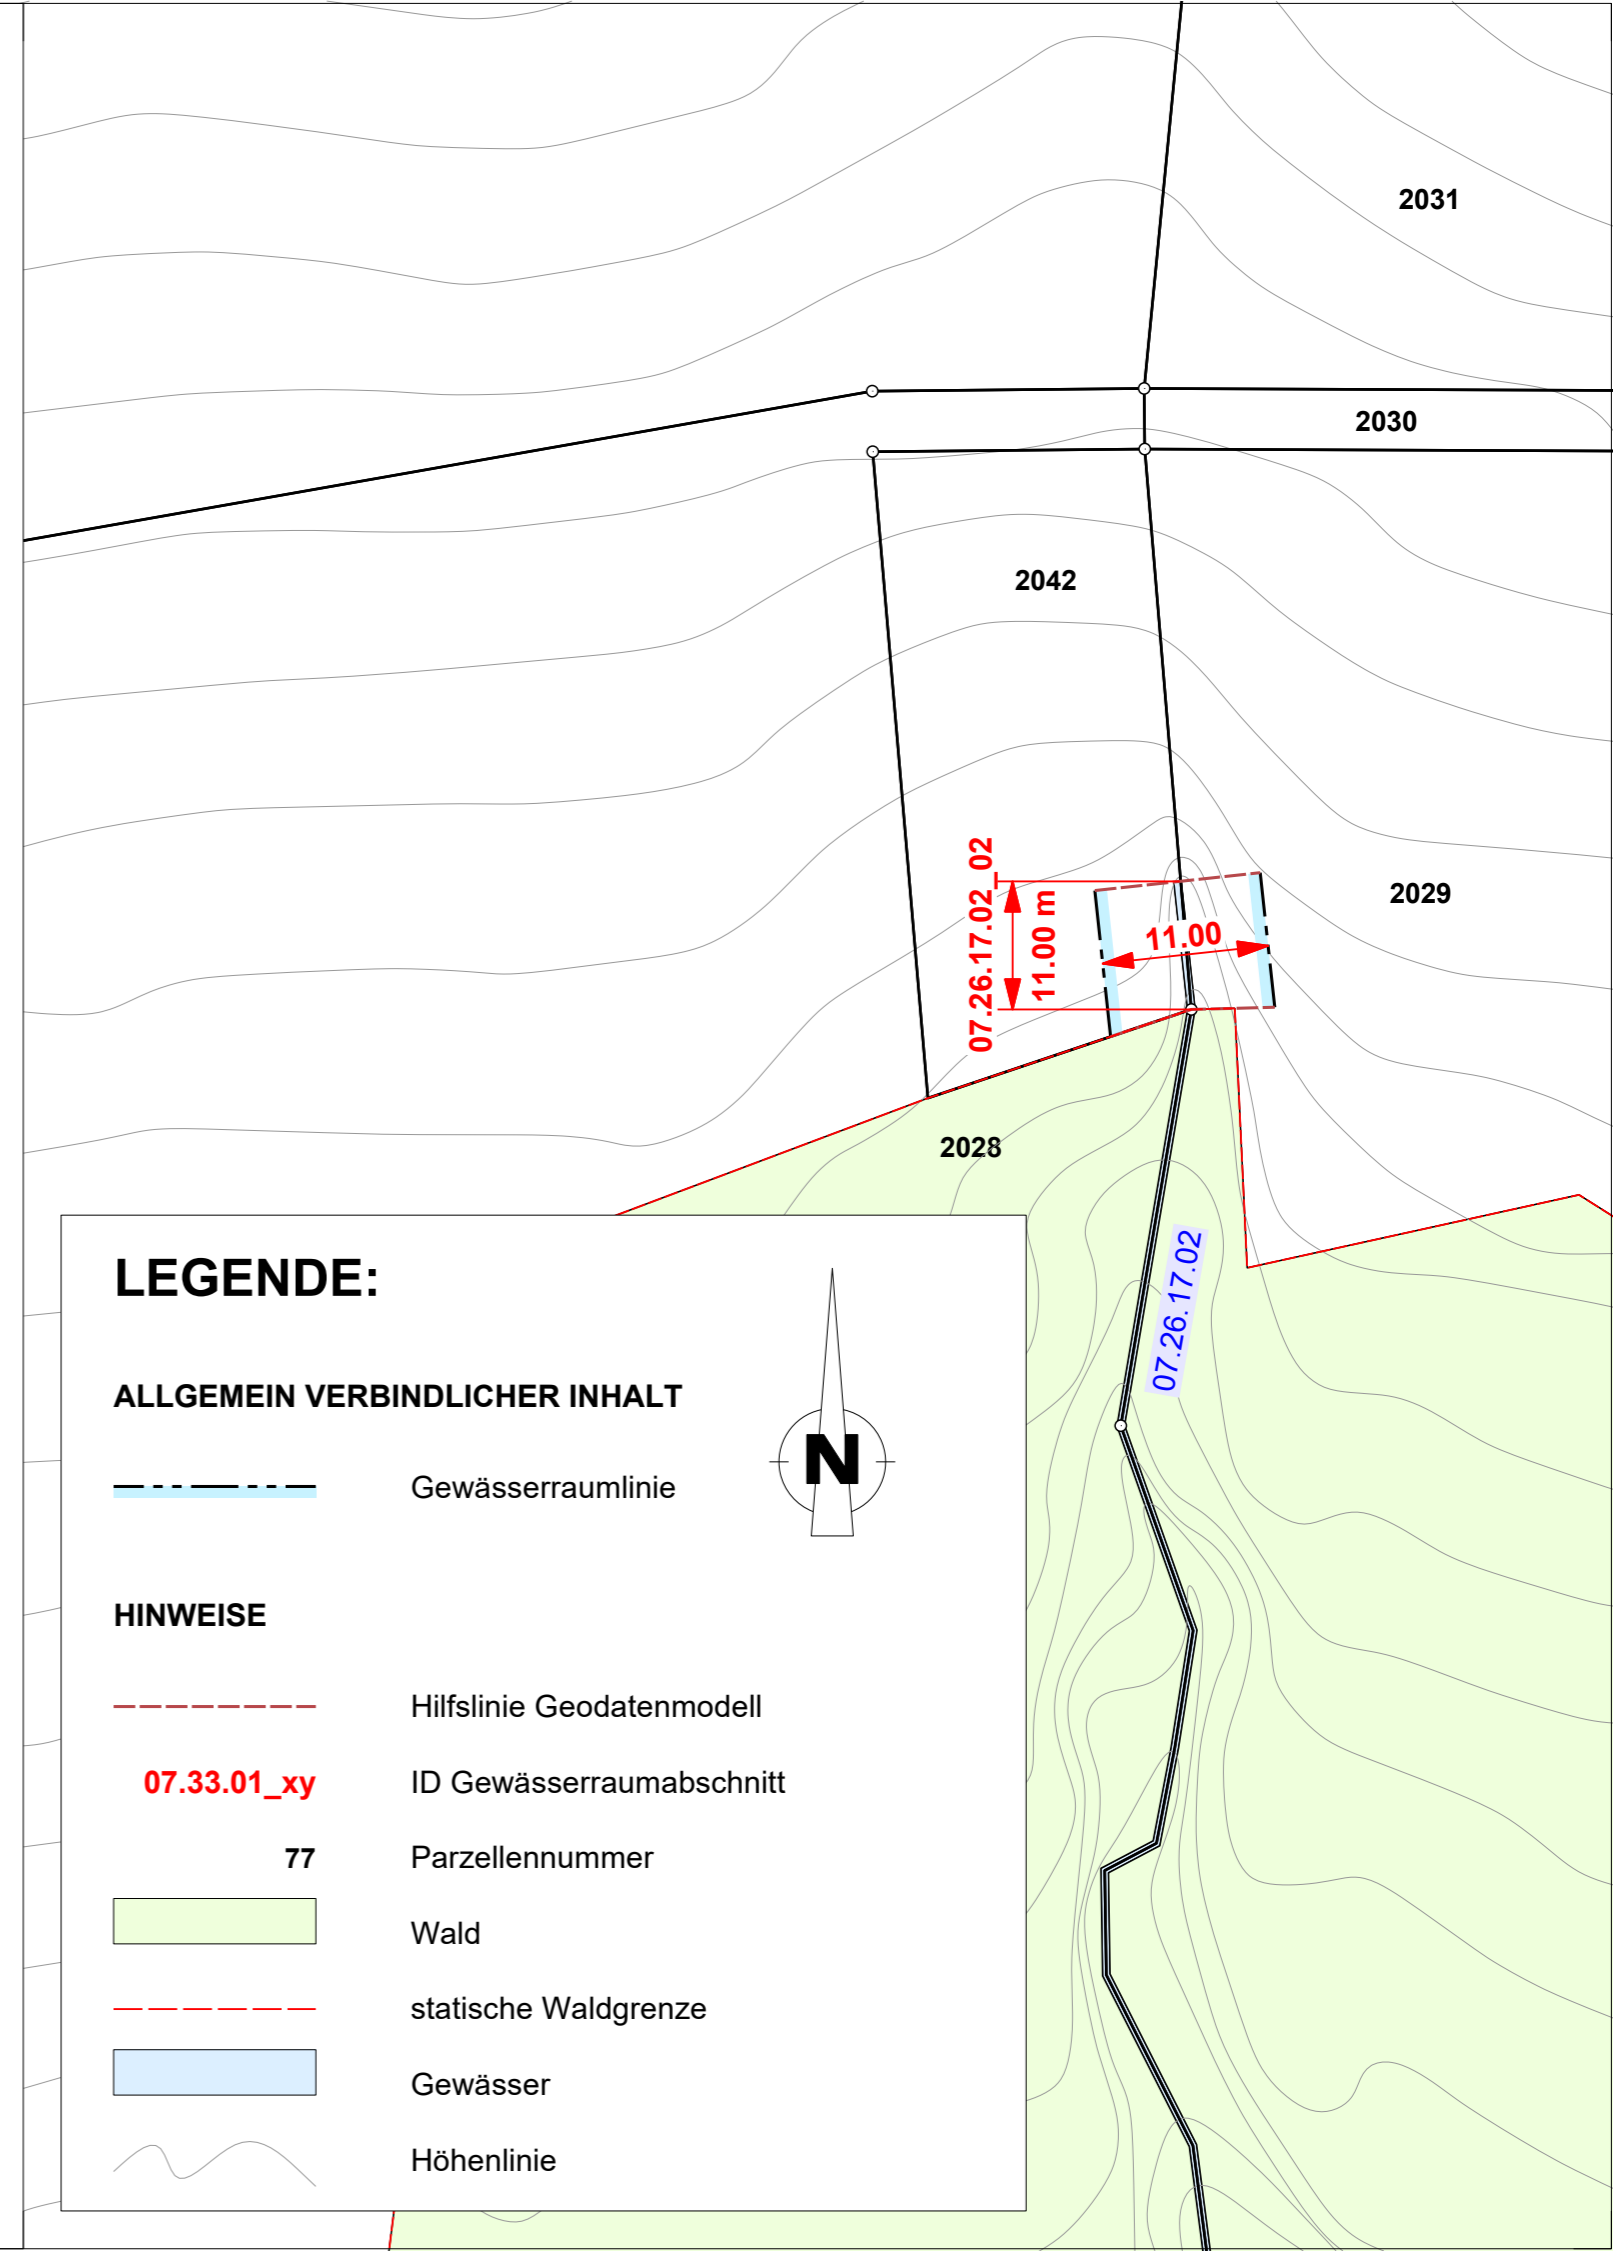 2031
2030
2042
2029
07.26.17.02_02
11.00 m
11.00
2028
07.26.17.02
LEGENDE:
ALLGEMEIN VERBINDLICHER INHALT
Gewässerraumlinie
N
HINWEISE
Hilfslinie Geodatenmodell
07.33.01_xy ID Gewässerraumabschnitt
77 Parzellennummer
Wald
statische Waldgrenze
Gewässer
Höhenlinie